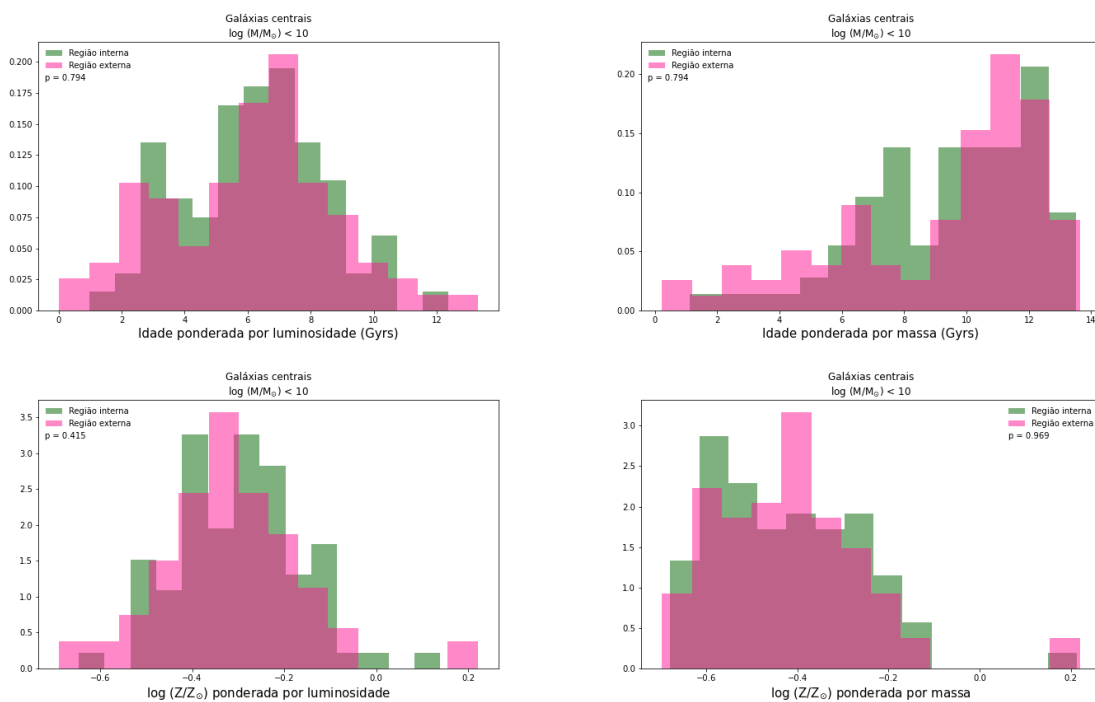 Galáxias centrais
log (M/M☉) < 10
Região interna
Região externa
p = 0.794
0.200
0.175
0.150
0.125
0.100
0.075
0.050
0.025
0.000
0 2 4 6 8 10 12
Idade ponderada por luminosidade (Gyrs)
Galáxias centrais
log (M/M☉) < 10
Região interna
Região externa
p = 0.794
0.20
0.15
0.10
0.05
0.00
0 2 4 6 8 10 12 14
Idade ponderada por massa (Gyrs)
Galáxias centrais
log (M/M☉) < 10
Região interna
Região externa
p = 0.415
3.5
3.0
2.5
2.0
1.5
1.0
0.5
0.0
−0.6 −0.4 −0.2 0.0 0.2
log (Z/Z☉) ponderada por luminosidade
Galáxias centrais
log (M/M☉) < 10
Região interna
Região externa
p = 0.969
3.0
2.5
2.0
1.5
1.0
0.5
0.0
−0.6 −0.4 −0.2 0.0 0.2
log (Z/Z☉) ponderada por massa